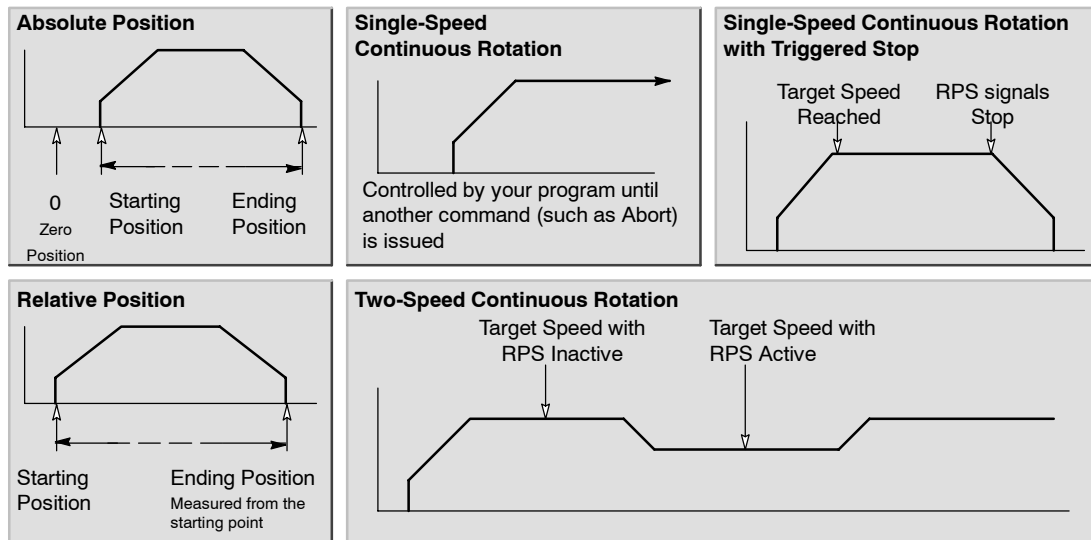 Absolute Position
0
Zero
Position
Starting
Position
Ending
Position
Single-Speed
Continuous Rotation
Controlled by your program until
another command (such as Abort)
is issued
Single-Speed Continuous Rotation
with Triggered Stop
Target Speed
Reached
RPS signals
Stop
Relative Position
Starting
Position
Ending Position
Measured from the
starting point
Two-Speed Continuous Rotation
Target Speed with
RPS Inactive
Target Speed with
RPS Active